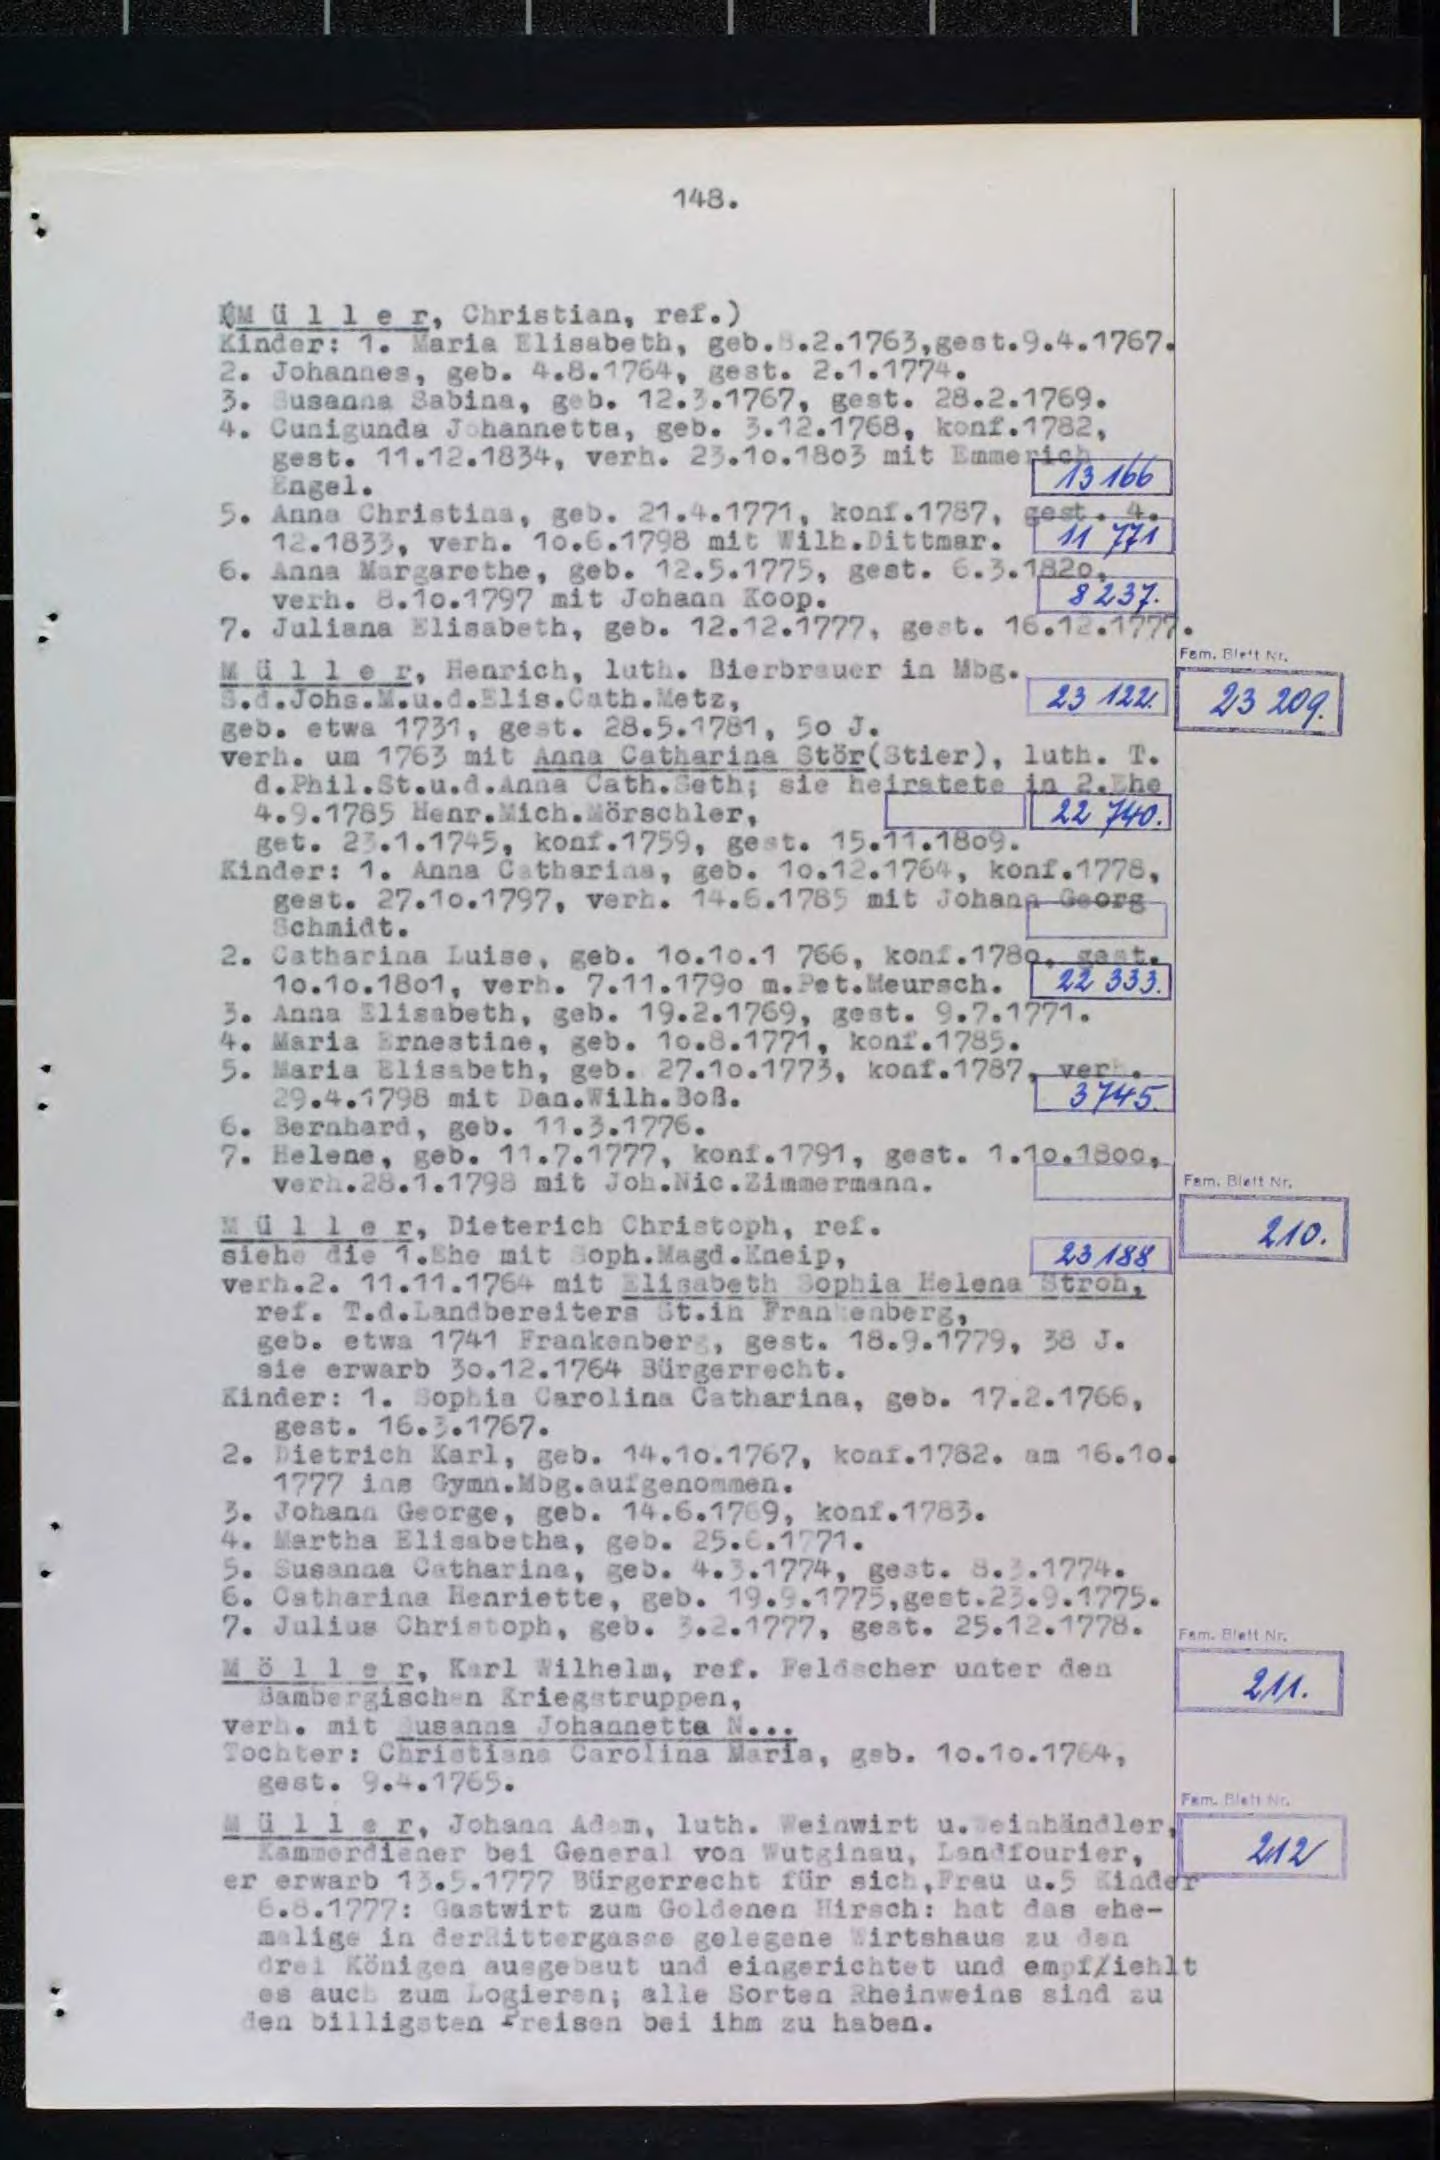 148.
(M ü l l e r, Christian, ref.)
Kinder: 1. Maria Elisabeth, geb.8.2.1763,gest.9.4.1767.
2. Johannes, geb. 4.8.1764, gest. 2.1.1774.
3. Susanna Sabina, geb. 12.3.1767, gest. 28.2.1769.
4. Cunigunda Johannetta, geb. 3.12.1768, konf.1782,
gest. 11.12.1834, verh. 23.10.1803 mit Emmerich
Engel.
13 166
5. Anna Christina, geb. 21.4.1771, konf.1787, gest. 4.
12.1833, verh. 10.6.1798 mit Wilh.Dittmar.
11 771
6. Anna Margarethe, geb. 12.5.1775, gest. 6.3.1820,
verh. 8.10.1797 mit Johann Koop.
8237.
7. Juliana Elisabeth, geb. 12.12.1777, gest. 16.12.1777.
Fam. Blatt Nr.
23 209.
M ü l l e r, Henrich, luth. Bierbrauer in Mbg.
S.d.Johs.M.u.d.Elis.Cath.Metz,
23 122.
geb. etwa 1731, gest. 28.5.1781, 50 J.
verh. um 1763 mit Anna Catharina Stör(Stier), luth. T.
d.Phil.St.u.d.Anna Cath.Seth; sie heiratete in 2.Ehe
4.9.1785 Henr.Mich.Mörschler,
22 740.
get. 23.1.1745, konf.1759, gest. 15.11.1809.
Kinder: 1. Anna Catharina, geb. 10.12.1764, konf.1778,
gest. 27.10.1797, verh. 14.6.1785 mit Johann Georg
Schmidt.
2. Catharina Luise, geb. 10.10.1 766, konf.1780, gest.
10.10.1801, verh. 7.11.1790 m.Pet.Meursch.
22 333.
3. Anna Elisabeth, geb. 19.2.1769, gest. 9.7.1771.
4. Maria Ernestine, geb. 10.8.1771, konf.1785.
5. Maria Elisabeth, geb. 27.10.1773, konf.1787, verh.
29.4.1798 mit Dan.Wilh.Boß.
3745.
6. Bernhard, geb. 11.3.1776.
7. Helene, geb. 11.7.1777, konf.1791, gest. 1.10.1800,
verh.28.1.1798 mit Joh.Nic.Zimmermann.
Fam. Blatt Nr.
210.
M ü l l e r, Dieterich Christoph, ref.
siehe die 1.Ehe mit Soph.Magd.Kneip,
23188
verh.2. 11.11.1764 mit Elisabeth Sophia Helena Stroh,
ref. T.d.Landbereiters St.in Frankenberg,
geb. etwa 1741 Frankenberg, gest. 18.9.1779, 38 J.
sie erwarb 30.12.1764 Bürgerrecht.
Kinder: 1. Sophia Carolina Catharina, geb. 17.2.1766,
gest. 16.3.1767.
2. Dietrich Karl, geb. 14.10.1767, konf.1782. am 16.10.
1777 ins Gymn.Mbg.aufgenommen.
3. Johann George, geb. 14.6.1769, konf.1783.
4. Martha Elisabetha, geb. 25.6.1771.
5. Susanna Catharina, geb. 4.3.1774, gest. 8.3.1774.
6. Catharina Henriette, geb. 19.9.1775,gest.23.9.1775.
7. Julius Christoph, geb. 3.2.1777, gest. 25.12.1778.
Fam. Blatt Nr.
211.
M ö l l e r, Karl Wilhelm, ref. Feldscher unter den
Bambergischen Kriegstruppen,
verh. mit Susanna Johannetta N...
Tochter: Christiana Carolina Maria, geb. 10.10.1764,
gest. 9.4.1765.
Fam. Blatt Nr.
212
M ü l l e r, Johann Adam, luth. Weinwirt u.Weinhändler,
Kammerdiener bei General von Wutginau, Landfourier,
er erwarb 13.5.1777 Bürgerrecht für sich,Frau u.5 Kinder
6.8.1777: Gastwirt zum Goldenen Hirsch: hat das ehe-
malige in derRittergasse gelegene Wirtshaus zu den
drei Königen ausgebaut und eingerichtet und empf/iehlt
es auch zum Logieren; alle Sorten Rheinweins sind zu
den billigsten Preisen bei ihm zu haben.